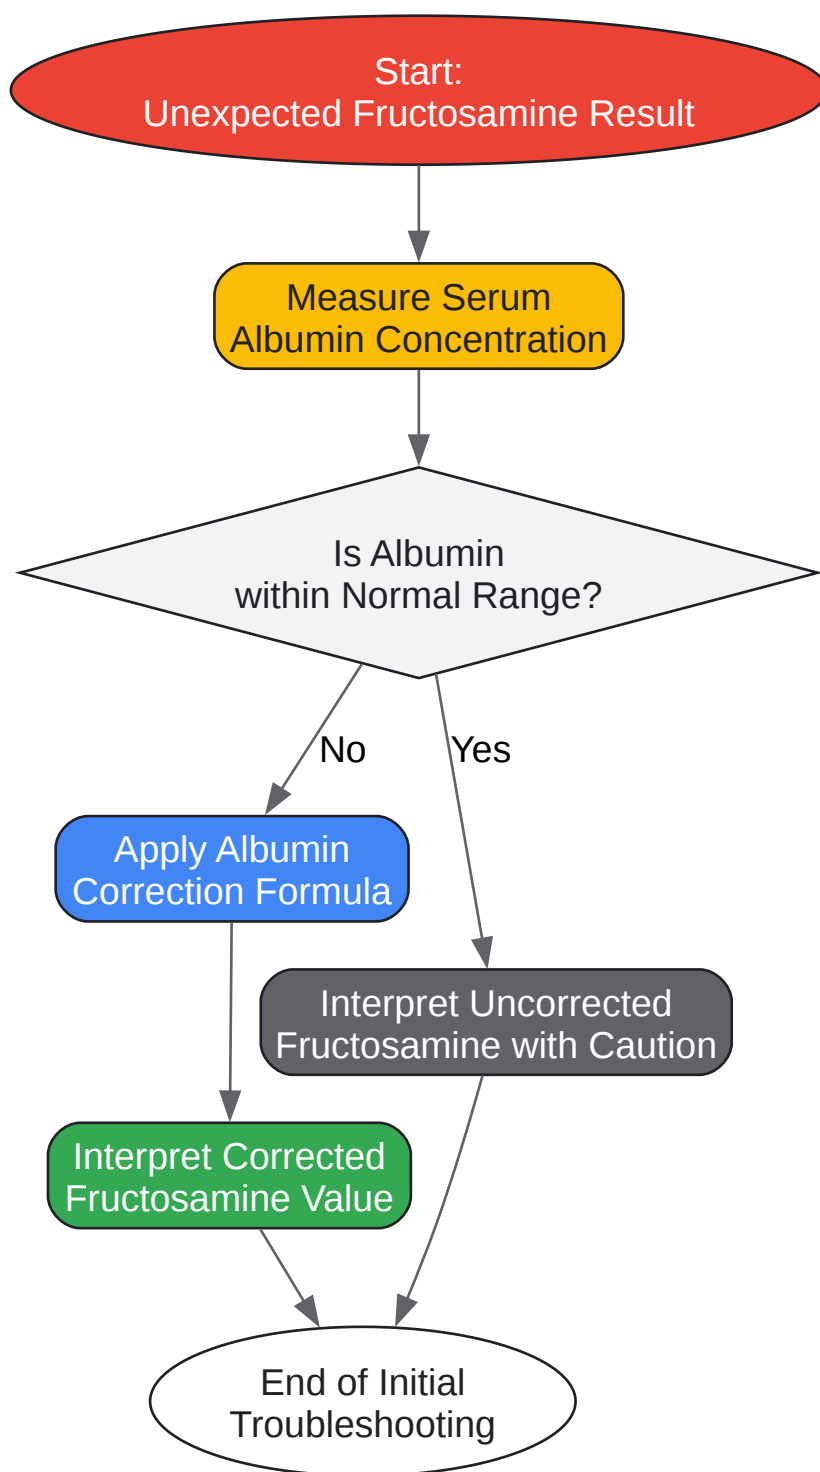 Start:
Unexpected Fructosamine Result
Measure Serum
Albumin Concentration
Is Albumin
within Normal Range?
No
Yes
Apply Albumin
Correction Formula
Interpret Uncorrected
Fructosamine with Caution
Interpret Corrected
Fructosamine Value
End of Initial
Troubleshooting